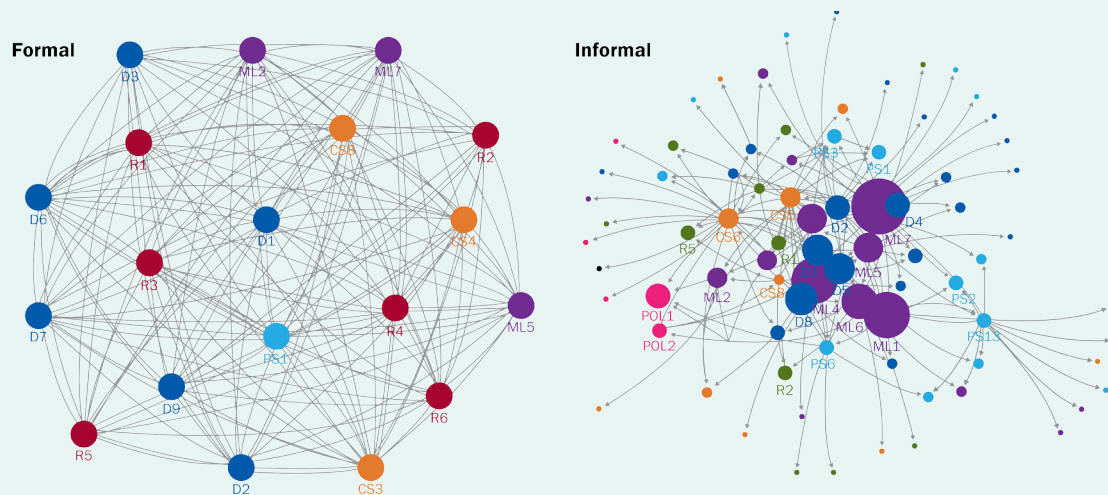 Formal
D3
ML2
ML7
CS8
R2
R1
D6
D1
CS4
R3
R4
ML5
D7
PS1
D9
R6
R5
D2
CS3
Informal
PS3
PS1
CS5
D2
D4
CS6
ML7
R5
R1
ML5
D5
PS2
ML2
CS8
POL1
ML4
D8
ML6
PS13
ML1
POL2
PS6
R2